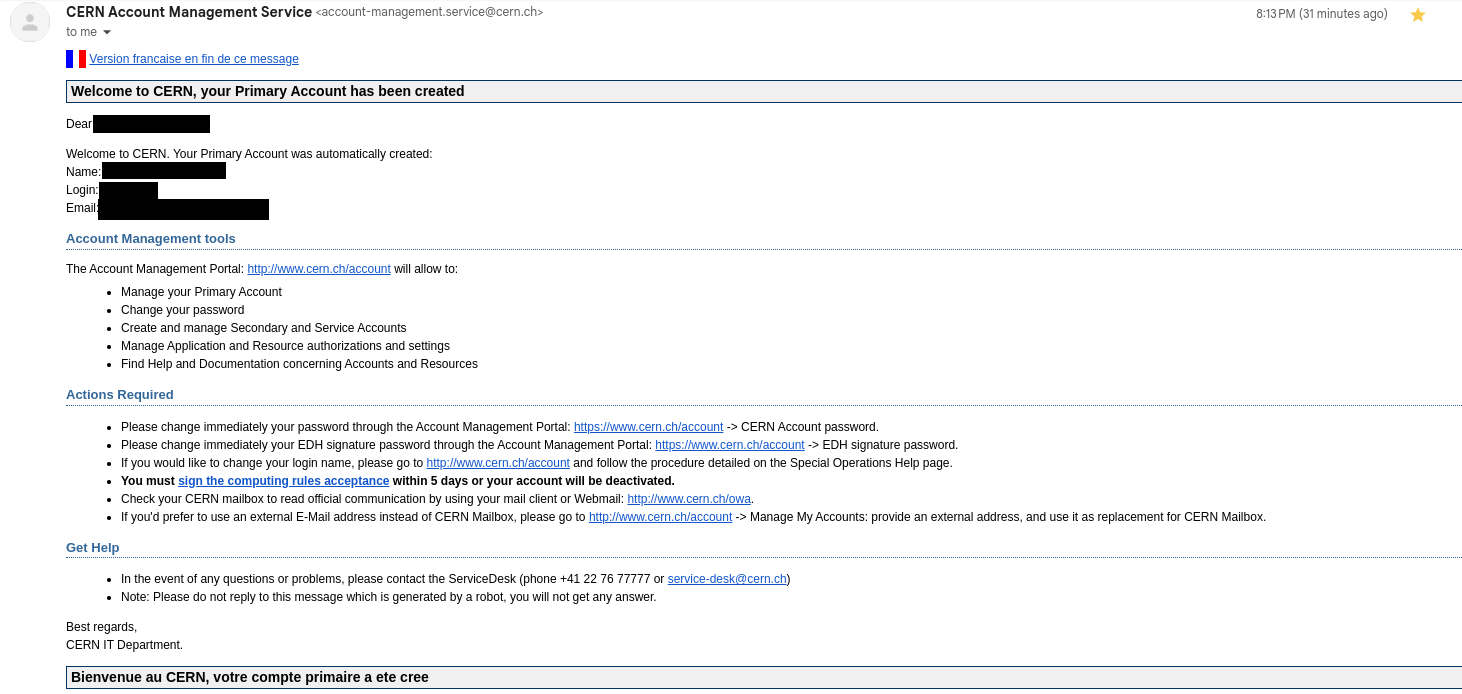 CERN Account Management Service <account-management.service@cern.ch>
8:13 PM (31 minutes ago)
to me
Version francaise en fin de ce message
Welcome to CERN, your Primary Account has been created
Dear
Welcome to CERN. Your Primary Account was automatically created:
Name:
Login:
Email:
Account Management tools
The Account Management Portal: http://www.cern.ch/account will allow to:
Manage your Primary Account
Change your password
Create and manage Secondary and Service Accounts
Manage Application and Resource authorizations and settings
Find Help and Documentation concerning Accounts and Resources
Actions Required
Please change immediately your password through the Account Management Portal: https://www.cern.ch/account -> CERN Account password.
Please change immediately your EDH signature password through the Account Management Portal: https://www.cern.ch/account -> EDH signature password.
If you would like to change your login name, please go to http://www.cern.ch/account and follow the procedure detailed on the Special Operations Help page.
You must sign the computing rules acceptance within 5 days or your account will be deactivated.
Check your CERN mailbox to read official communication by using your mail client or Webmail: http://www.cern.ch/owa.
If you'd prefer to use an external E-Mail address instead of CERN Mailbox, please go to http://www.cern.ch/account -> Manage My Accounts: provide an external address, and use it as replacement for CERN Mailbox.
Get Help
In the event of any questions or problems, please contact the ServiceDesk (phone +41 22 76 77777 or service-desk@cern.ch)
Note: Please do not reply to this message which is generated by a robot, you will not get any answer.
Best regards,
CERN IT Department.
Bienvenue au CERN, votre compte primaire a ete cree